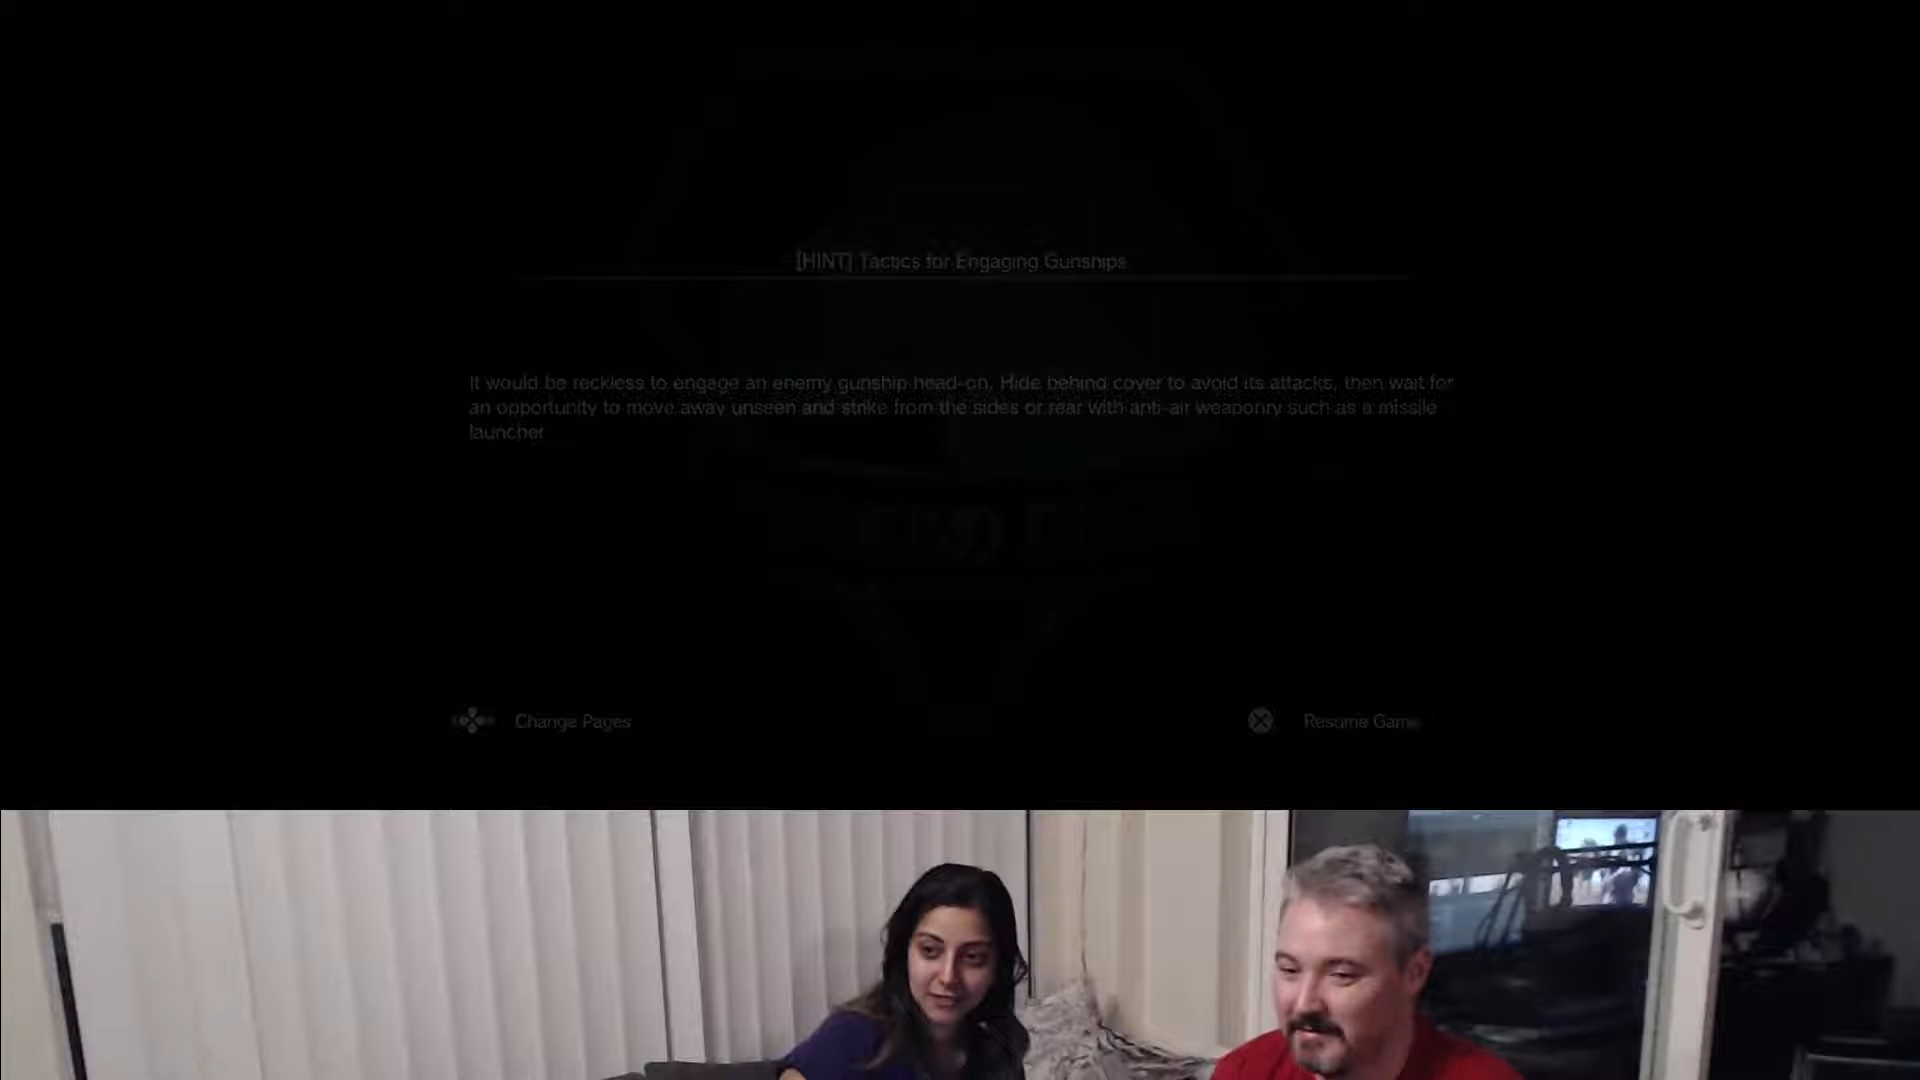 [HINT] Tactics for Engaging Gunships
It would be reckless to engage an enemy gunship head-on. Hide behind cover to avoid its attacks, then wait for
an opportunity to move away unseen and strike from the sides or rear with anti-air weaponry such as a missile
launcher.
Change Pages
Resume Game